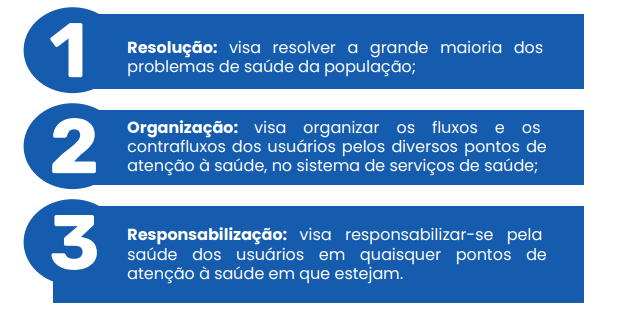 1
Resolução: visa resolver a grande maioria dos
problemas de saúde da população;
2
Organização: visa organizar os fluxos e os
contrafluxos dos usuários pelos diversos pontos de
atenção à saúde, no sistema de serviços de saúde;
3
Responsabilização: visa responsabilizar-se pela
saúde dos usuários em quaisquer pontos de
atenção à saúde em que estejam.